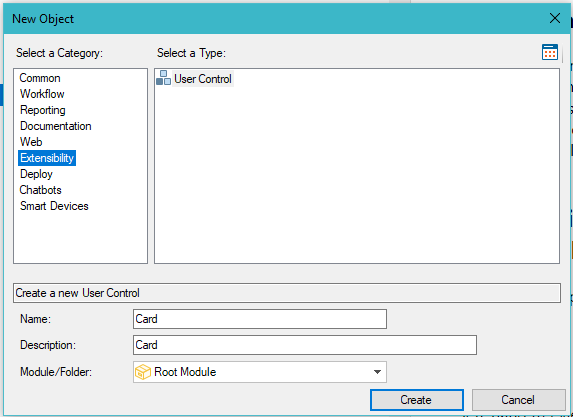 New Object
Select a Category:
Select a Type:
Common
Workflow
Reporting
Documentation
Web
Extensibility
Deploy
Chatbots
Smart Devices
User Control
Create a new User Control
Name:
Card
Description:
Card
Module/Folder:
Root Module
Create
Cancel